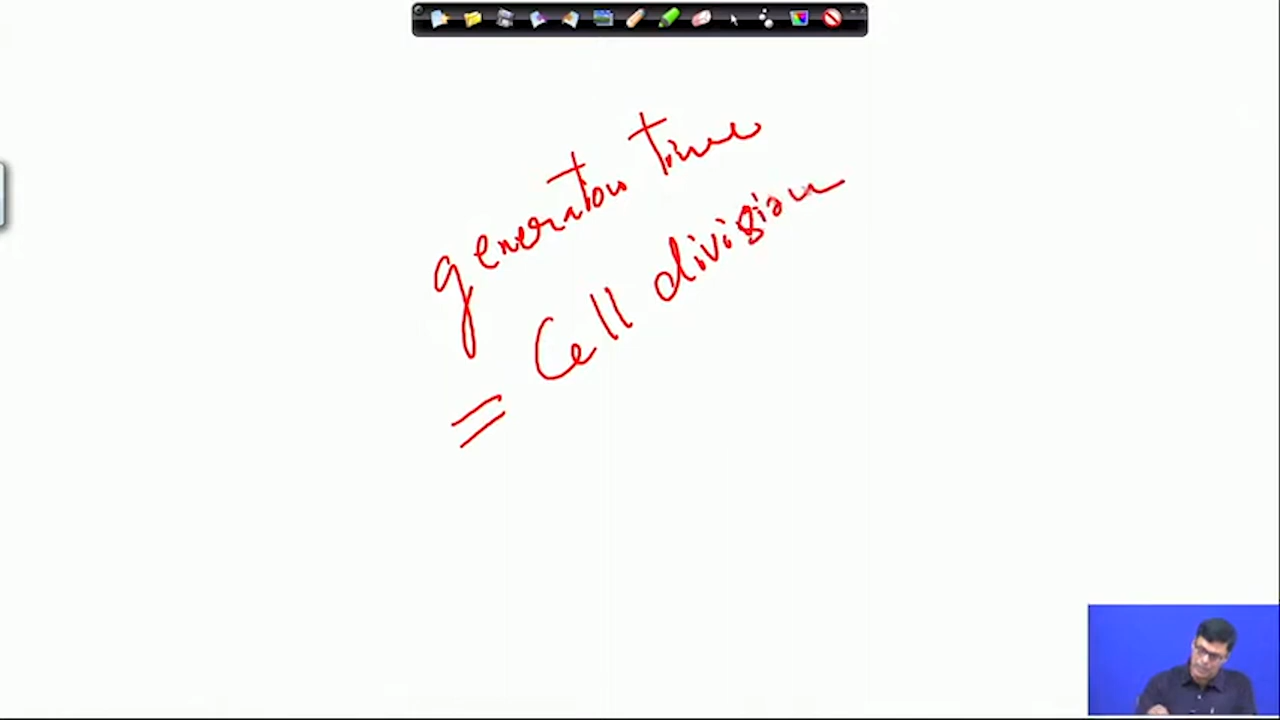 generation time
= Cell division